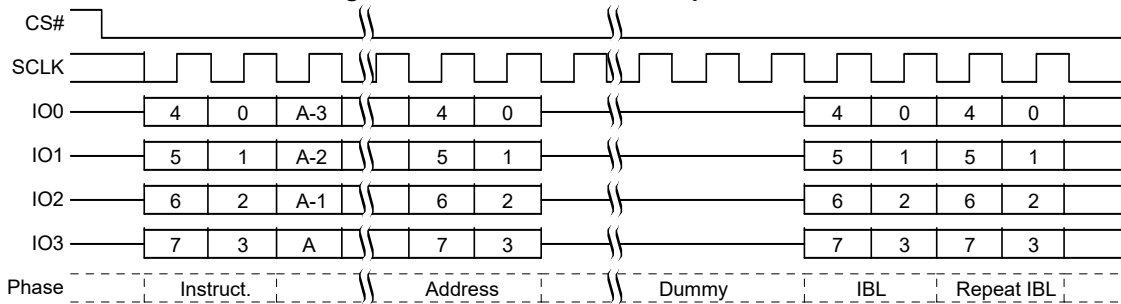 CS#
SCLK
IO0 4 0 A-3 4 0 4 0 4 0
IO1 5 1 A-2 5 1 5 1 5 1
IO2 6 2 A-1 6 2 6 2 6 2
IO3 7 3 A 7 3 7 3 7 3
Phase Instruct. Address Dummy IBL Repeat IBL